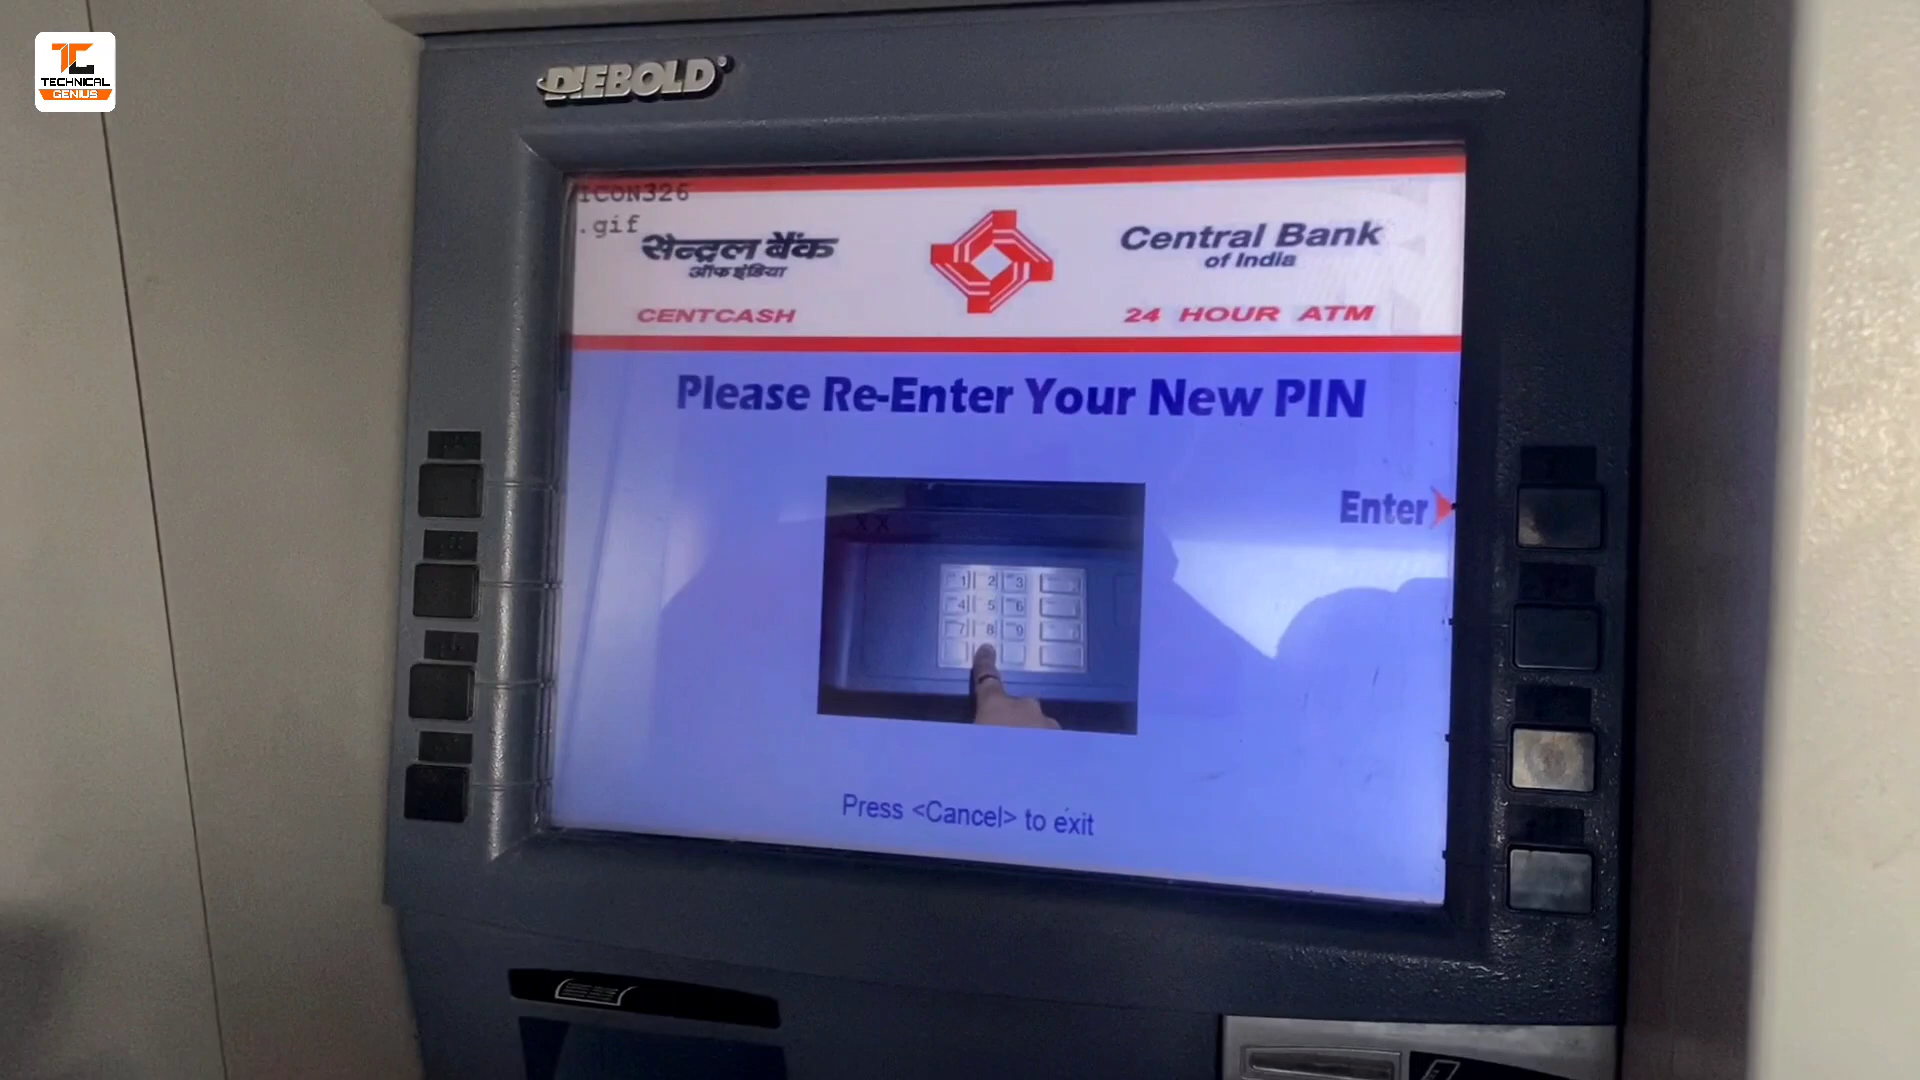 TC
TECHNICAL
GENIUS
DIEBOLD
/ICON326
.gif
सेन्ट्रल बैंक
ऑफ इंडिया
CENTCASH
Central Bank
of India
24 HOUR ATM
Please Re-Enter Your New PIN
X X
Enter
1 2 3
4 5 6
7 8 9
Press <Cancel> to exit